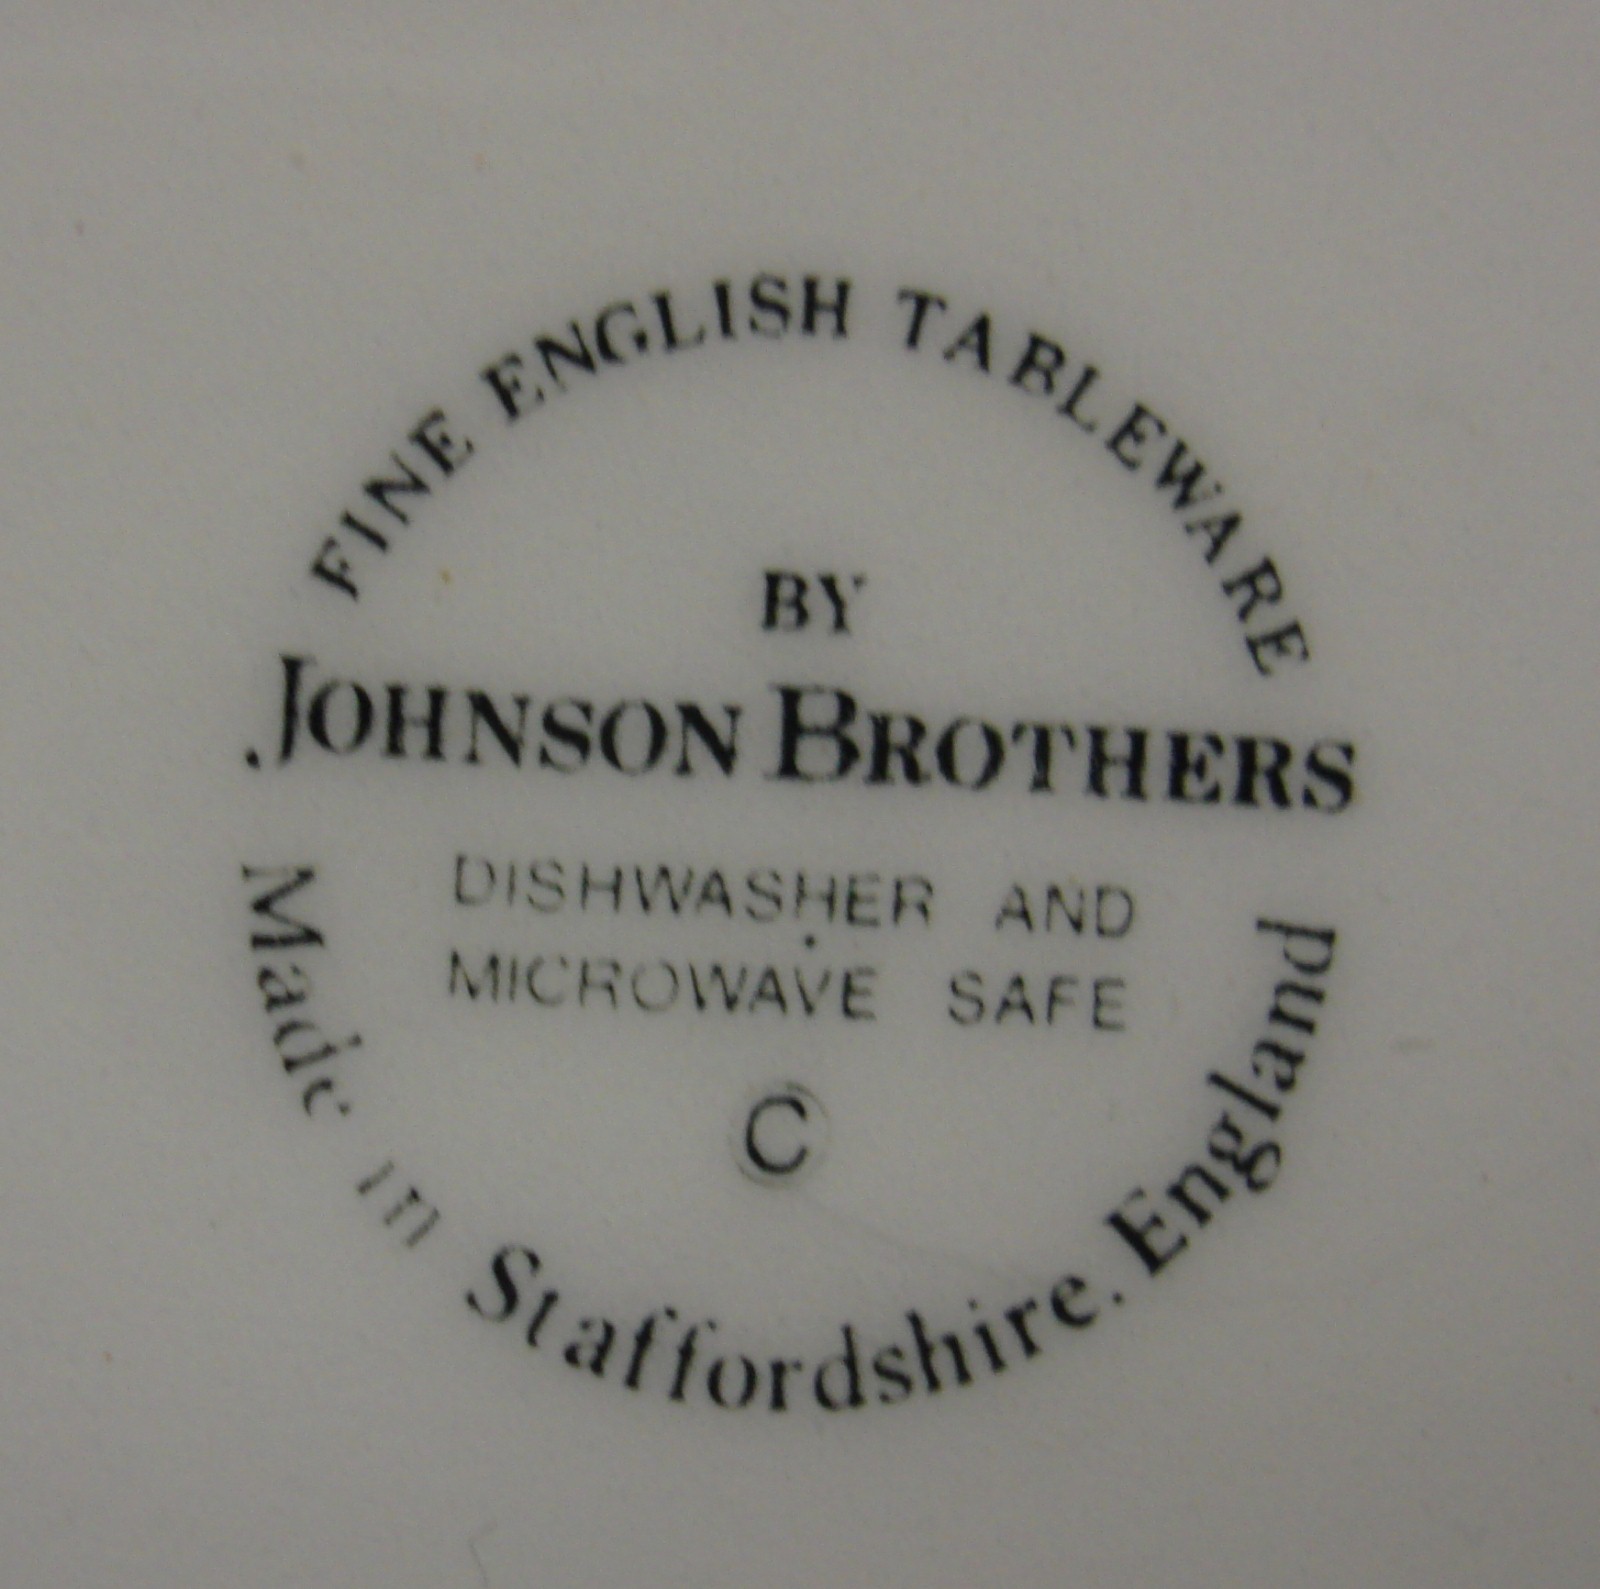 FINE ENGLISH TABLEWARE
BY
JOHNSON BROTHERS
DISHWASHER AND
MICROWAVE SAFE
C
Made in Staffordshire. England